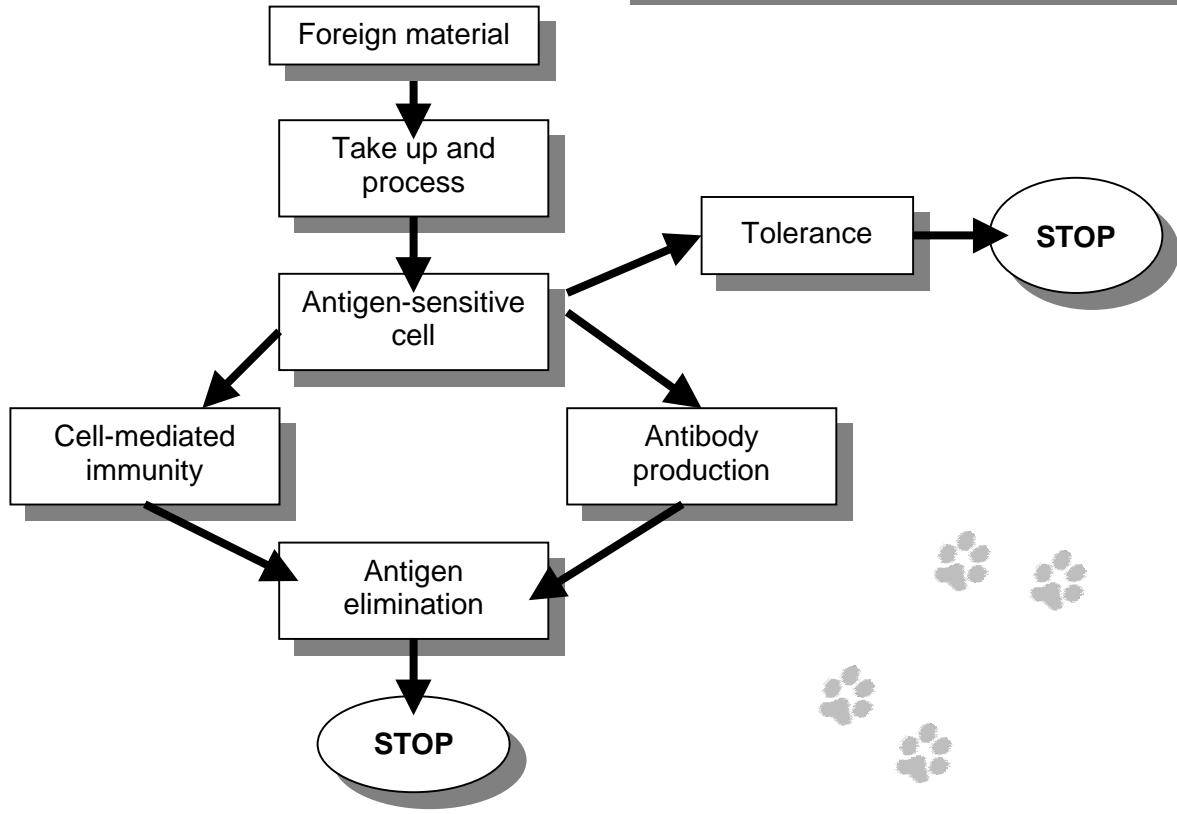 Foreign material
Take up and
process
Tolerance
STOP
Antigen-sensitive
cell
Cell-mediated
immunity
Antibody
production
Antigen
elimination
STOP